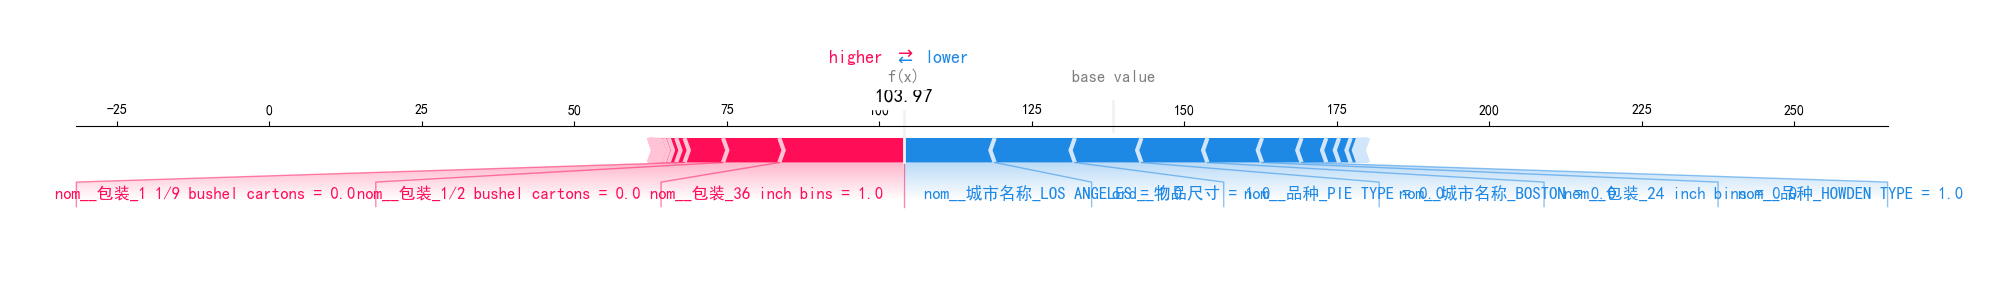 higher ⇄ lower
f(x) base value
103.97
-25 0 25 50 75 100 125 150 175 200 225 250
nom__包装_1 1/9 bushel cartons = 0.0 nom__包装_1/2 bushel cartons = 0.0 nom__包装_36 inch bins = 1.0 nom__城市名称_LOS ANGELES = ord__物品尺寸 = 1.0 nom__品种_PIE TYPE = 0.0 nom__城市名称_BOSTON = 0.0 nom__包装_24 inch bins = 0.0 nom__品种_HOWDEN TYPE = 1.0